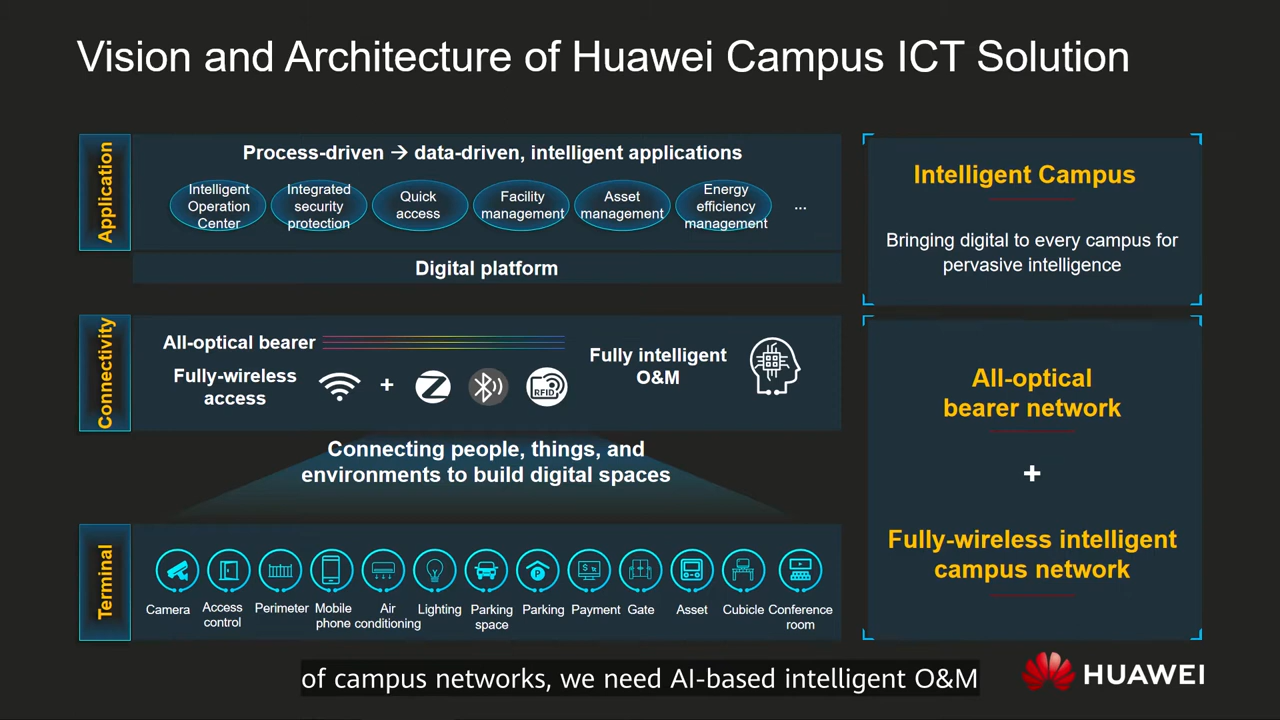 Vision and Architecture of Huawei Campus ICT Solution
Application
Process-driven → data-driven, intelligent applications
Intelligent
Operation
Center
Integrated
security
protection
Quick
access
Facility
management
Asset
management
Energy
efficiency
management
...
Digital platform
Intelligent Campus
Bringing digital to every campus for
pervasive intelligence
Connectivity
All-optical bearer
Fully-wireless
access
+
RFID
Fully intelligent
O&M
Connecting people, things, and
environments to build digital spaces
All-optical
bearer network
+
Fully-wireless intelligent
campus network
Terminal
Camera
Access
control
Perimeter
Mobile
phone
Air
conditioning
Lighting
Parking
space
Parking
Payment
Gate
Asset
Cubicle
Conference
room
of campus networks, we need AI-based intelligent O&M
HUAWEI